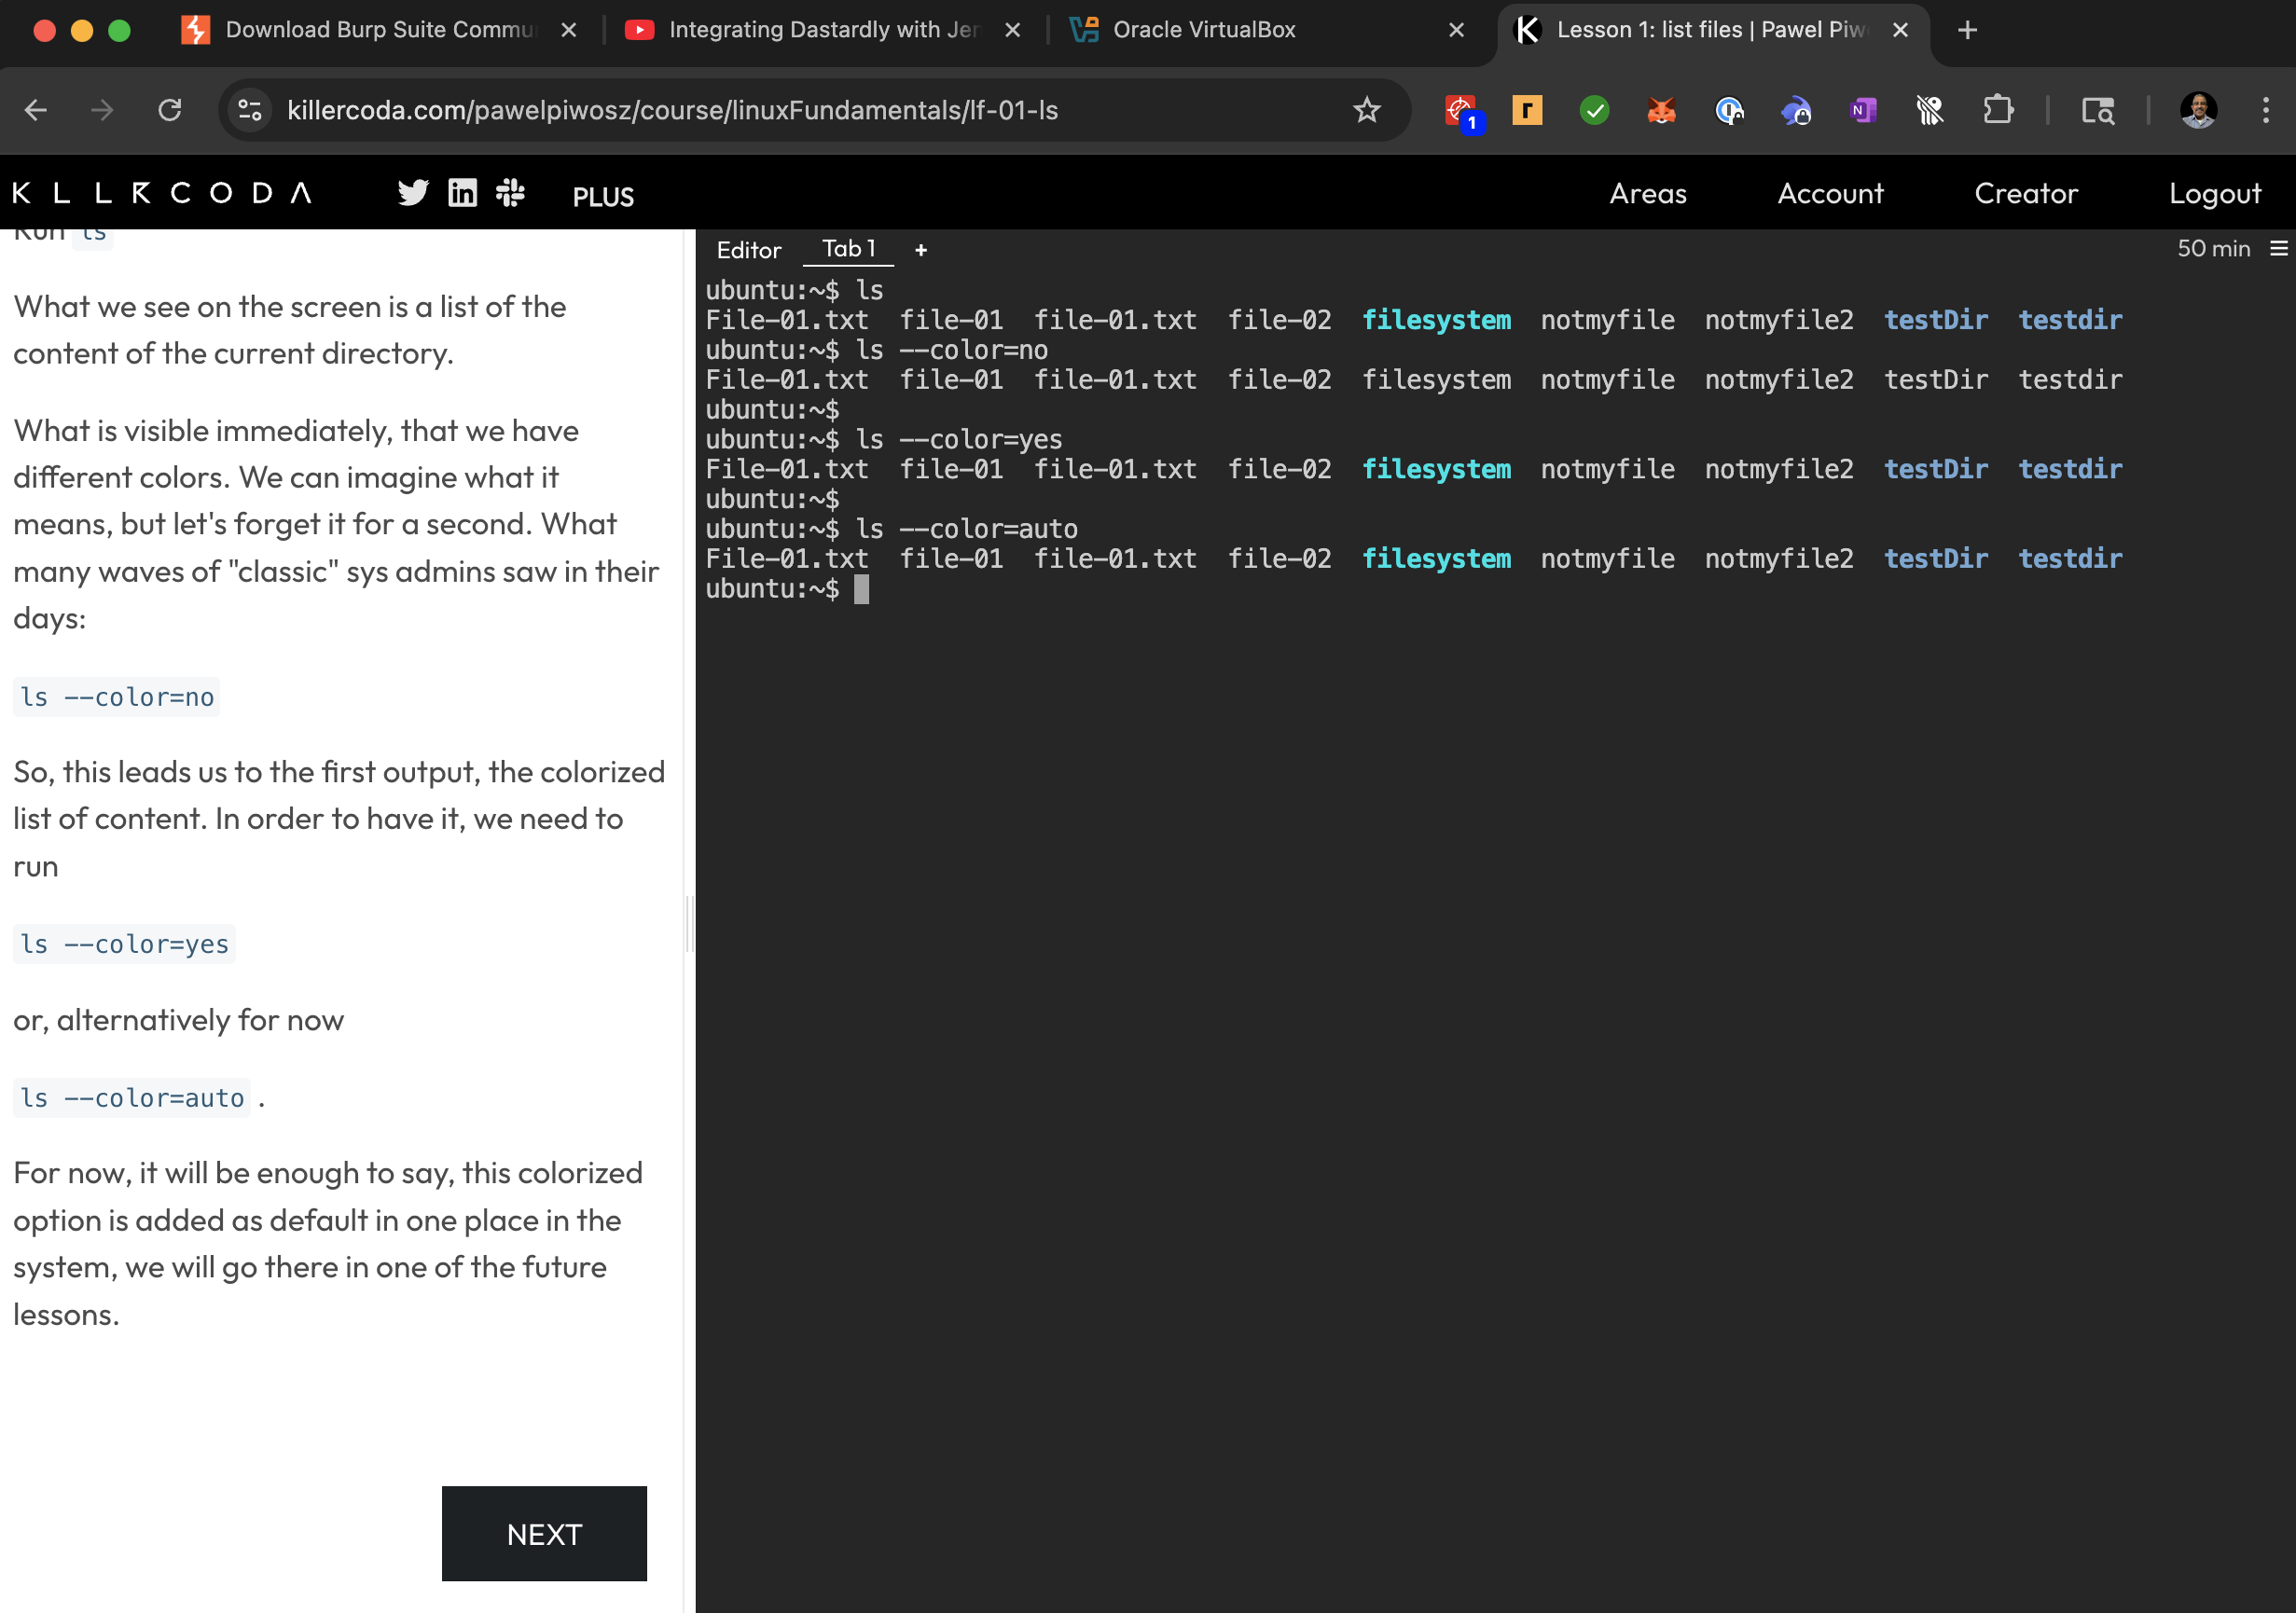 Download Burp Suite Commu
Integrating Dastardly with Jen
Oracle VirtualBox
Lesson 1: list files | Pawel Piw
killercoda.com/pawelpiwosz/course/linuxFundamentals/lf-01-ls
1
KLLRCODA
PLUS
Areas
Account
Creator
Logout
Run ls
What we see on the screen is a list of the
content of the current directory.
What is visible immediately, that we have
different colors. We can imagine what it
means, but let's forget it for a second. What
many waves of "classic" sys admins saw in their
days:
ls --color=no
So, this leads us to the first output, the colorized
list of content. In order to have it, we need to
run
ls --color=yes
or, alternatively for now
ls --color=auto .
For now, it will be enough to say, this colorized
option is added as default in one place in the
system, we will go there in one of the future
lessons.
NEXT
Editor Tab 1 +
50 min
ubuntu:~$ ls
File-01.txt file-01 file-01.txt file-02 filesystem notmyfile notmyfile2 testDir testdir
ubuntu:~$ ls --color=no
File-01.txt file-01 file-01.txt file-02 filesystem notmyfile notmyfile2 testDir testdir
ubuntu:~$
ubuntu:~$ ls --color=yes
File-01.txt file-01 file-01.txt file-02 filesystem notmyfile notmyfile2 testDir testdir
ubuntu:~$
ubuntu:~$ ls --color=auto
File-01.txt file-01 file-01.txt file-02 filesystem notmyfile notmyfile2 testDir testdir
ubuntu:~$